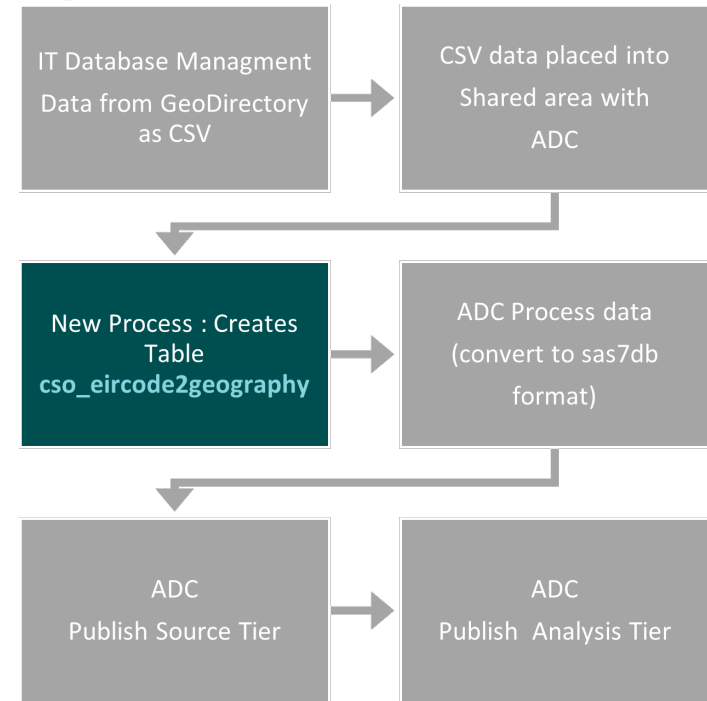 IT Database Managment
Data from GeoDirectory
as CSV
CSV data placed into
Shared area with
ADC
New Process : Creates
Table
cso_eircode2geography
ADC Process data
(convert to sas7db
format)
ADC
Publish Source Tier
ADC
Publish Analysis Tier